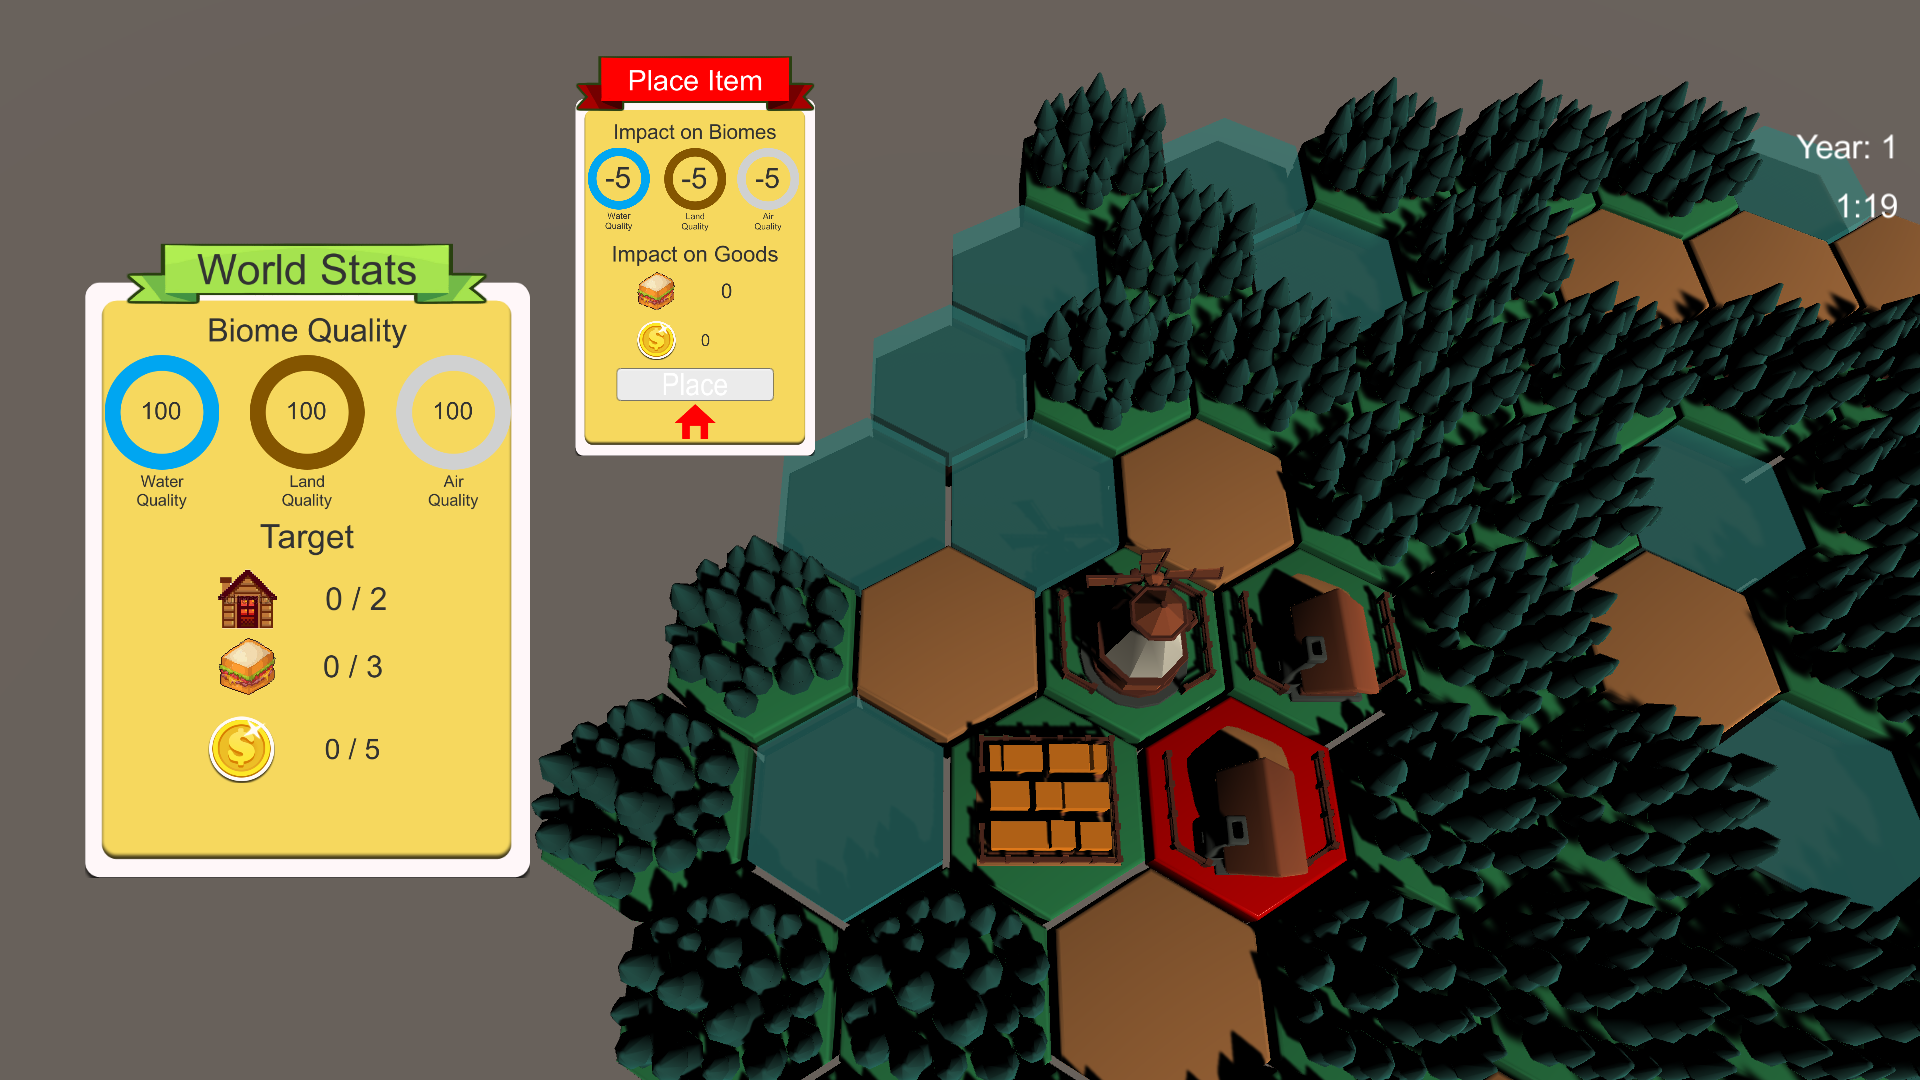 Place Item
Impact on Biomes
-5 -5 -5
Water Quality
Land Quality
Air Quality
Impact on Goods
0
$ 0
Place
Year: 1
1:19
World Stats
Biome Quality
100 100 100
Water Quality
Land Quality
Air Quality
Target
0 / 2
0 / 3
$ 0 / 5